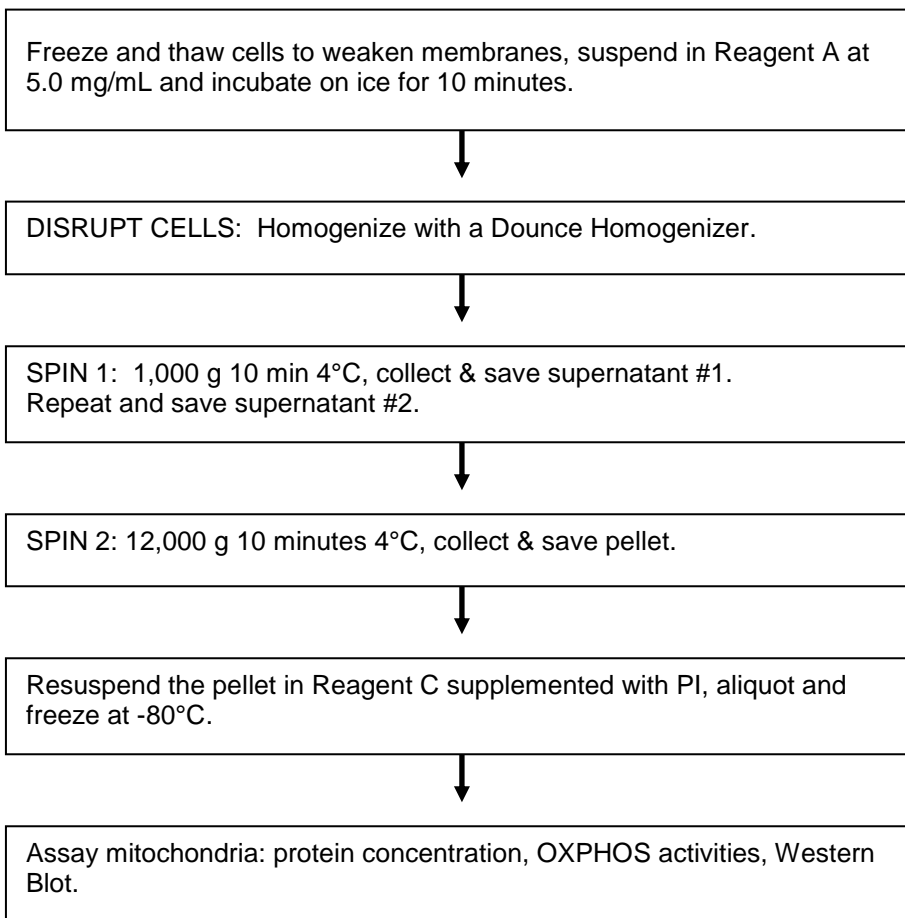 Freeze and thaw cells to weaken membranes, suspend in Reagent A at
5.0 mg/mL and incubate on ice for 10 minutes.
DISRUPT CELLS:  Homogenize with a Dounce Homogenizer.
SPIN 1:  1,000 g 10 min 4°C, collect & save supernatant #1.
Repeat and save supernatant #2.
SPIN 2: 12,000 g 10 minutes 4°C, collect & save pellet.
Resuspend the pellet in Reagent C supplemented with PI, aliquot and
freeze at -80°C.
Assay mitochondria: protein concentration, OXPHOS activities, Western
Blot.